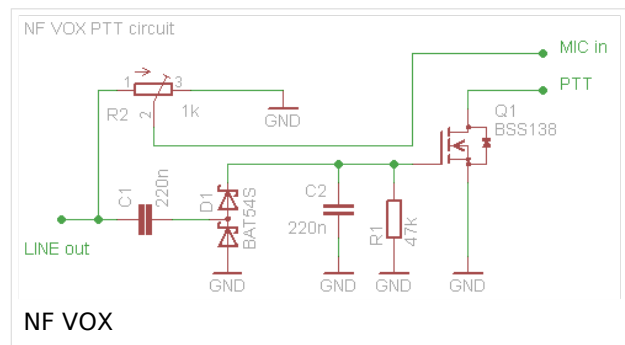 NF VOX PTT circuit
MIC in
PTT
1
3
R2
2
1k
GND
Q1
BSS138
C1
220n
D1
BAT54S
C2
220n
R1
47k
LINE out
GND
GND
GND
GND
NF VOX